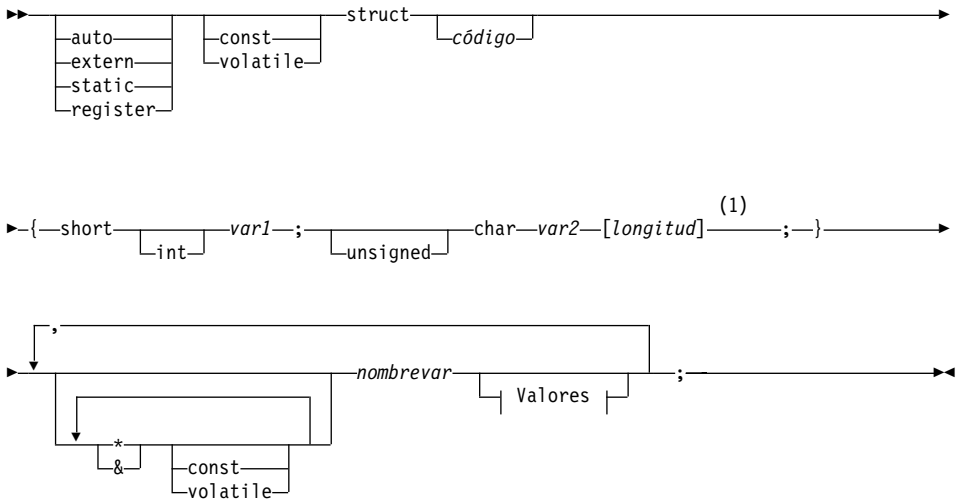 struct
auto const código
extern volatile
static
register
(1)
{ short var1 ; char var2 [longitud] ; }
int unsigned
,
nombrevar ;
Valores
*
& const
volatile